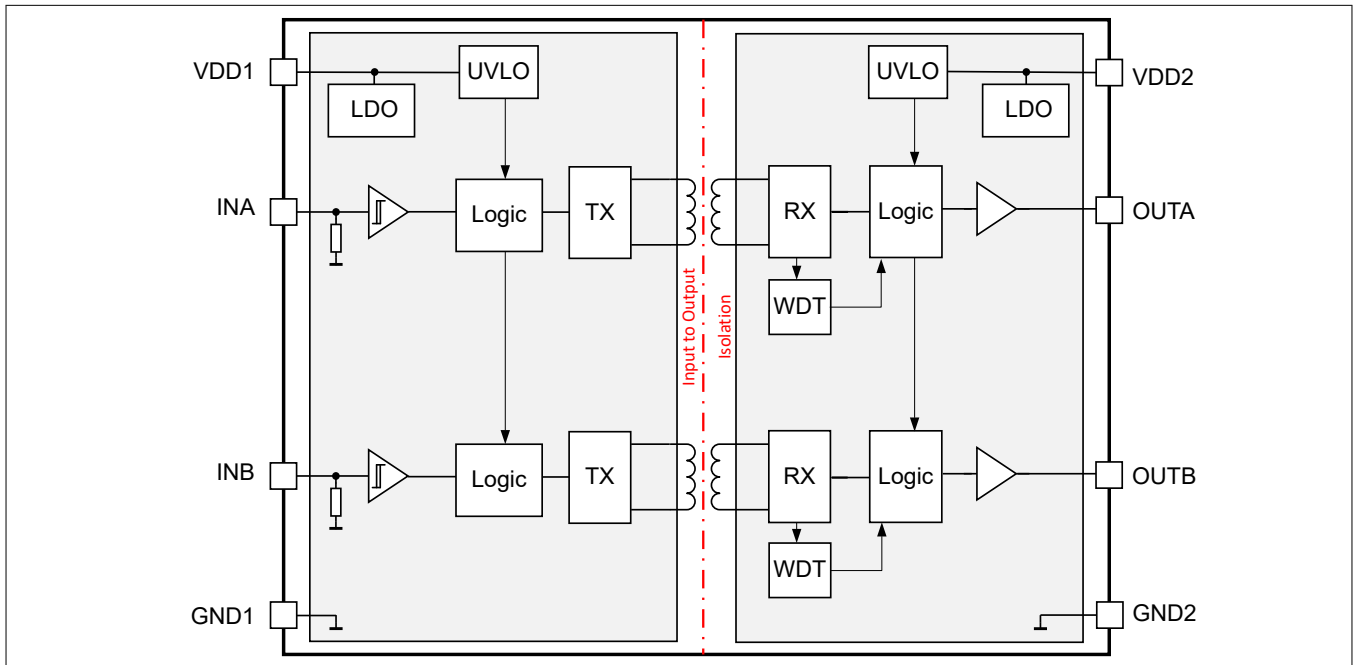 VDD1
UVLO
LDO
UVLO
LDO
VDD2
INA
Logic
TX
RX
Logic
OUTA
WDT
Input to Output
Isolation
INB
Logic
TX
RX
Logic
OUTB
WDT
GND1
GND2